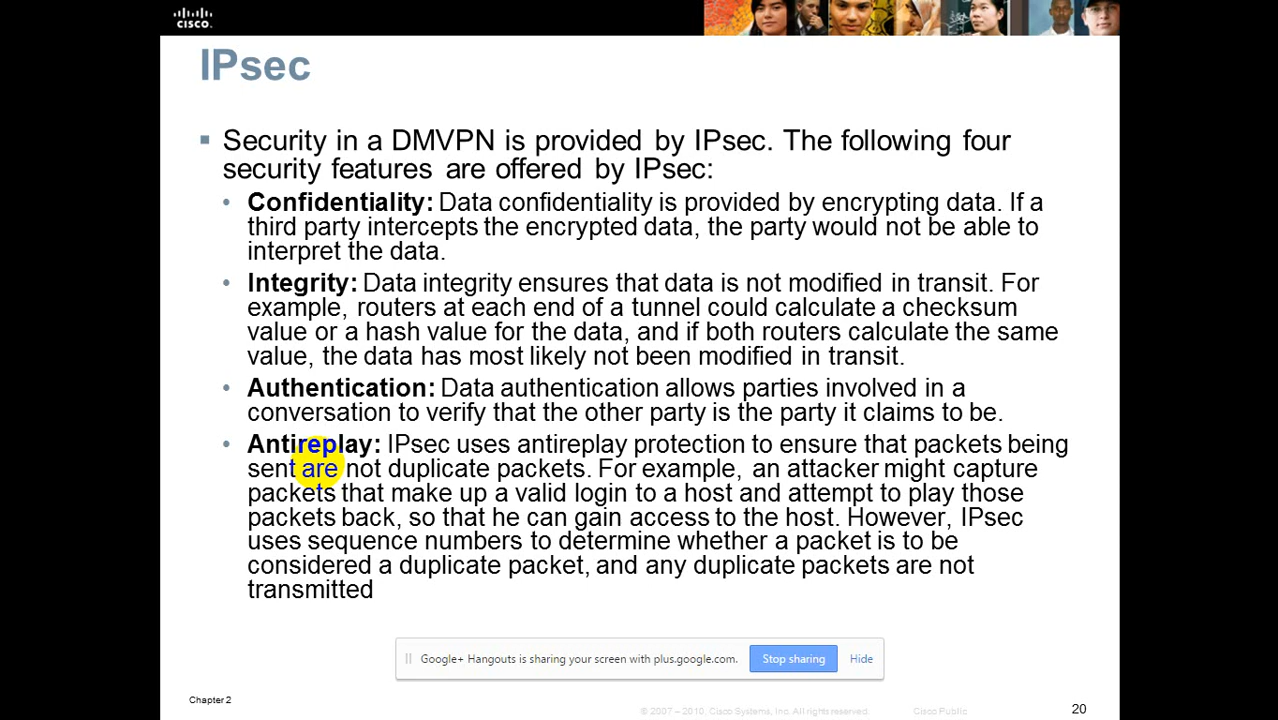 CISCO.
IPsec
Security in a DMVPN is provided by IPsec. The following four
security features are offered by IPsec:
Confidentiality: Data confidentiality is provided by encrypting data. If a
third party intercepts the encrypted data, the party would not be able to
interpret the data.
Integrity: Data integrity ensures that data is not modified in transit. For
example, routers at each end of a tunnel could calculate a checksum
value or a hash value for the data, and if both routers calculate the same
value, the data has most likely not been modified in transit.
Authentication: Data authentication allows parties involved in a
conversation to verify that the other party is the party it claims to be.
Antireplay: IPsec uses antireplay protection to ensure that packets being
sent are not duplicate packets. For example, an attacker might capture
packets that make up a valid login to a host and attempt to play those
packets back, so that he can gain access to the host. However, IPsec
uses sequence numbers to determine whether a packet is to be
considered a duplicate packet, and any duplicate packets are not
transmitted
Google+ Hangouts is sharing your screen with plus.google.com. Stop sharing Hide
Chapter 2
© 2007 – 2010, Cisco Systems, Inc. All rights reserved. Cisco Public 20